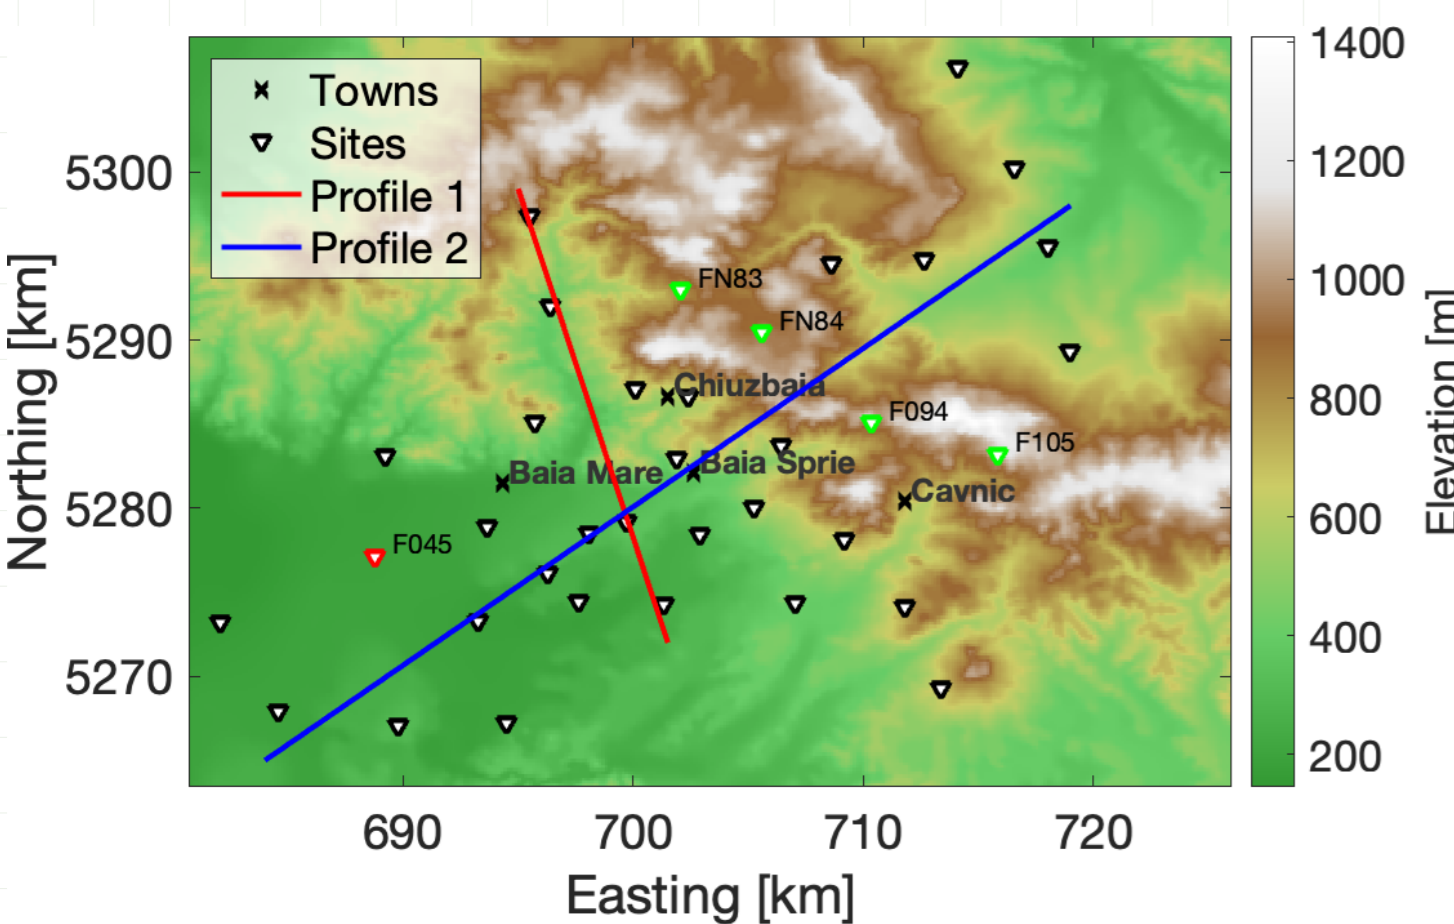 Towns
Sites
Profile 1
Profile 2
FN83
FN84
Chiuzbaia
F094
F105
Baia Mare
Baia Sprie
Cavnic
F045
5300
5290
5280
5270
Northing [km]
690
700
710
720
Easting [km]
1400
1200
1000
800
600
400
200
Elevation [m]